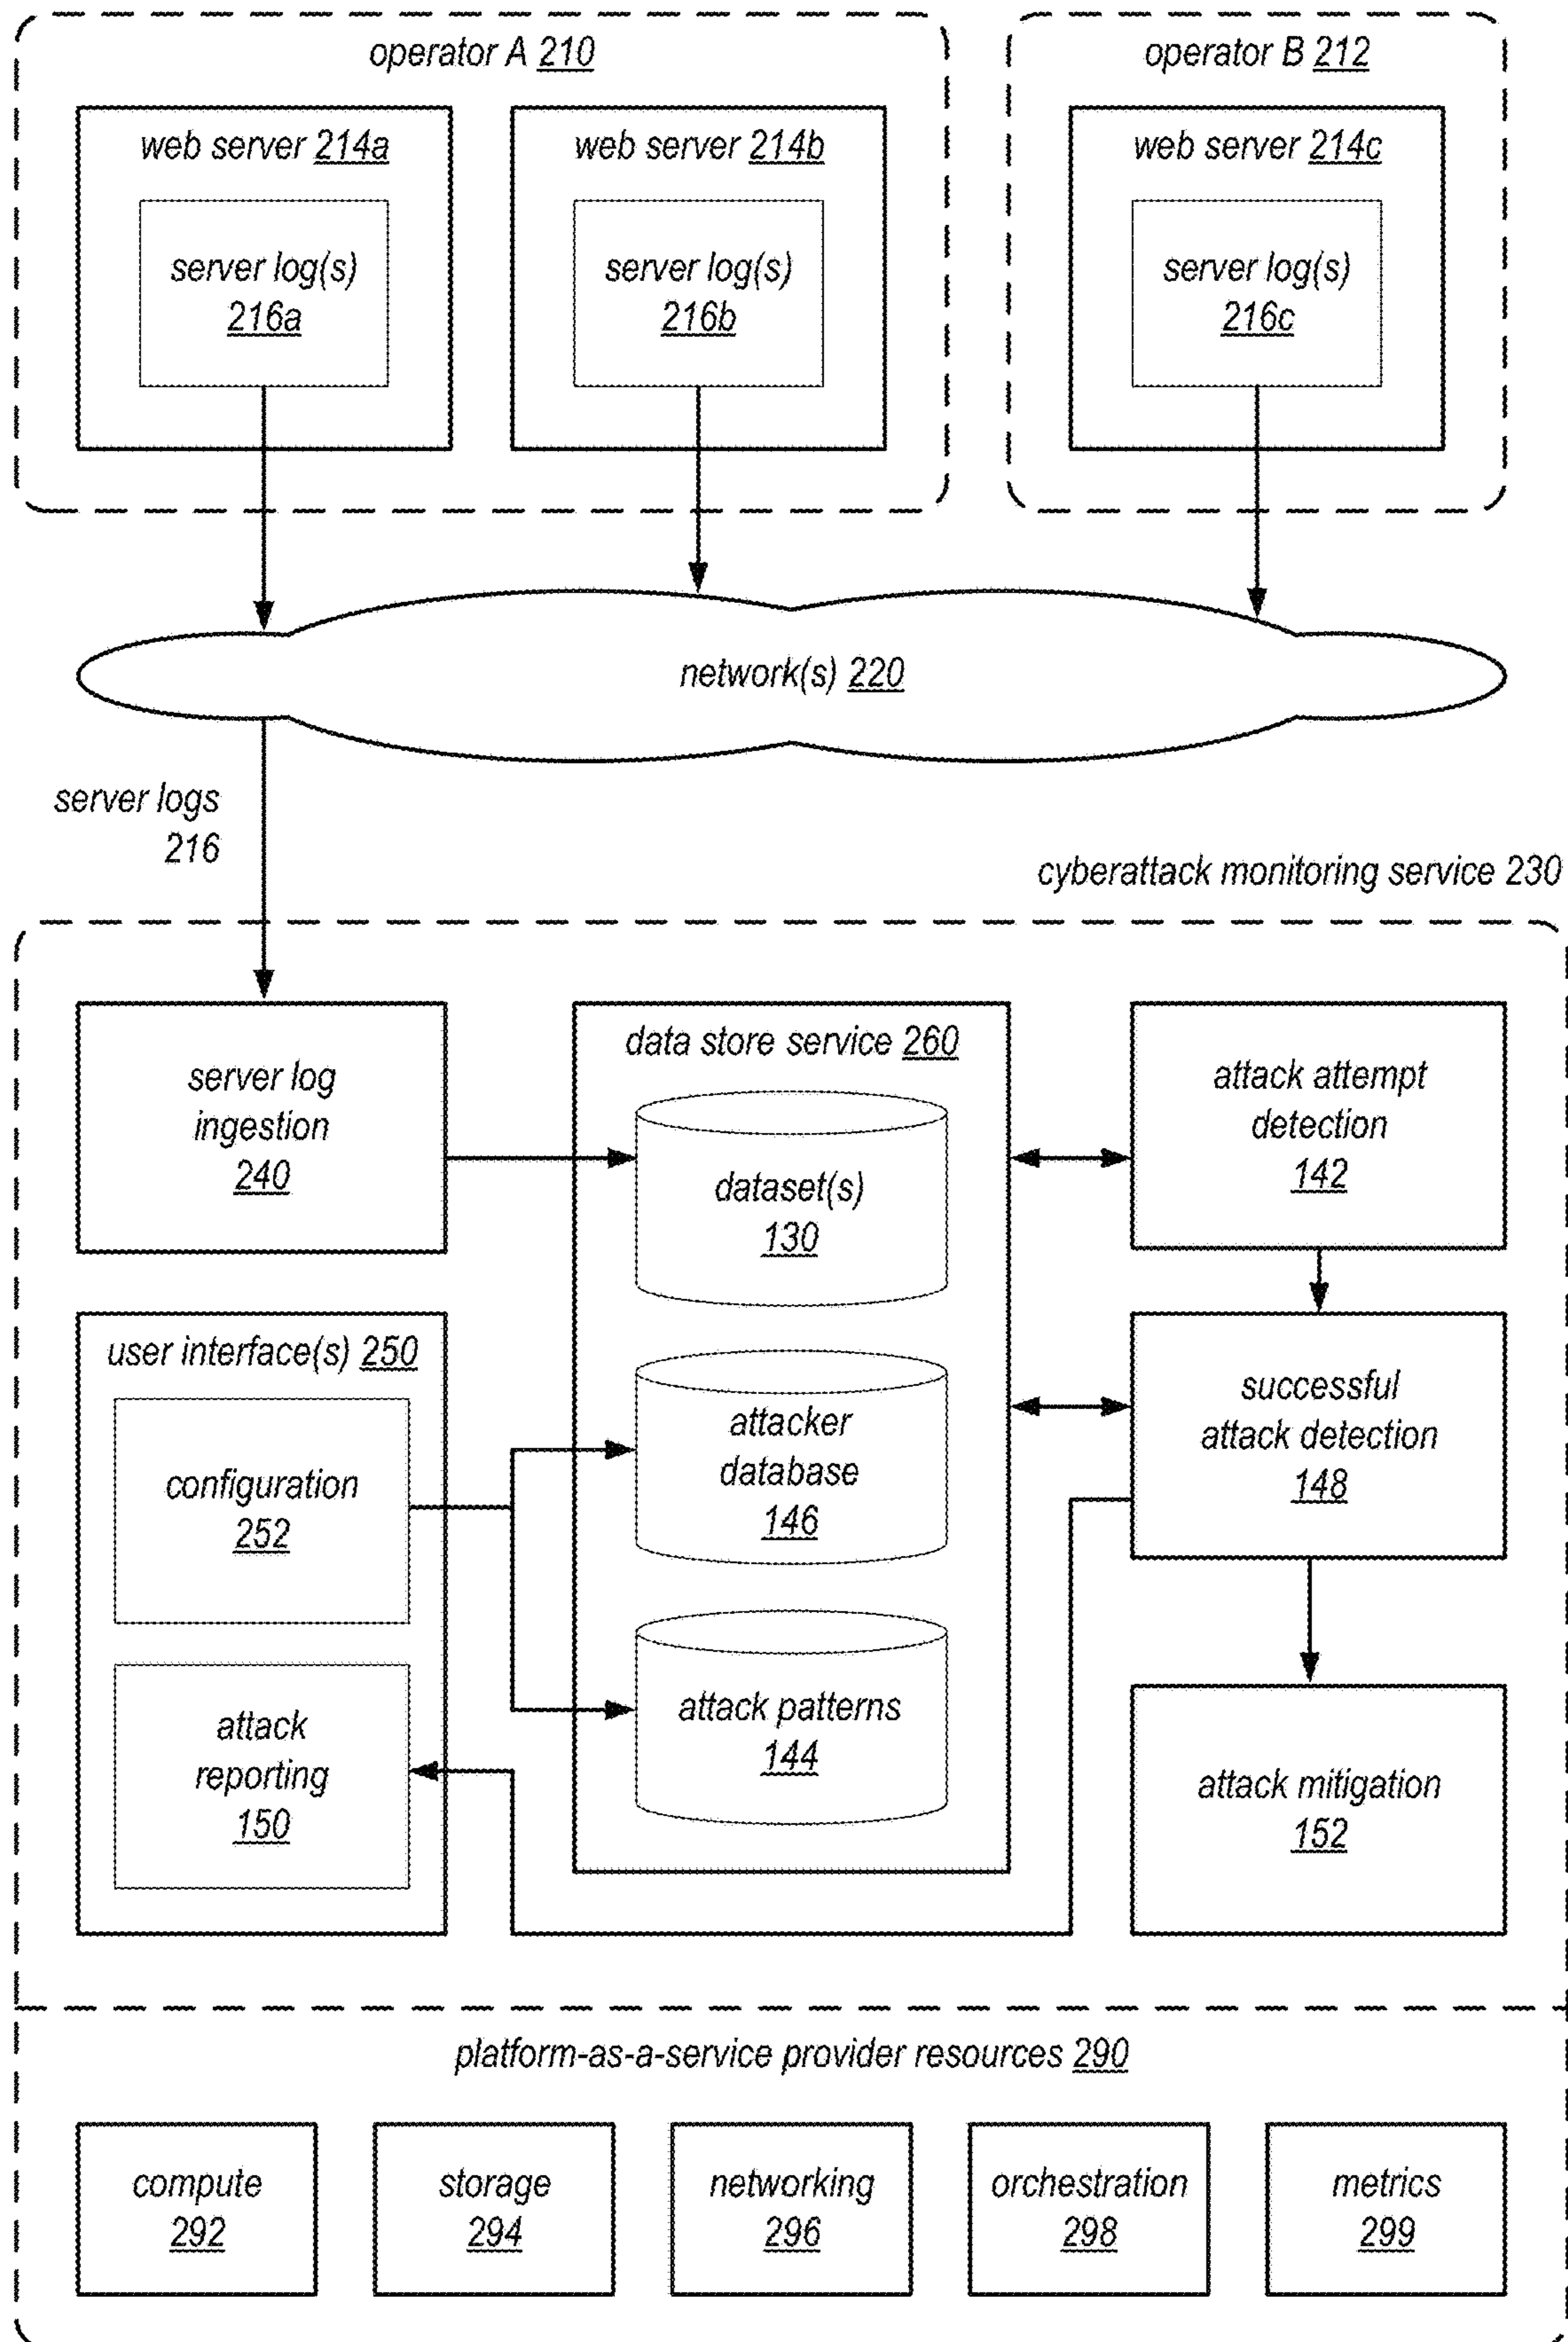 operator A 210
operator B 212
web server 214a
web server 214b
web server 214c
server log(s)
216a
server log(s)
216b
server log(s)
216c
network(s) 220
server logs
216
cyberattack monitoring service 230
server log
ingestion
240
data store service 260
dataset(s)
130
attack attempt
detection
142
user interface(s) 250
configuration
252
attacker
database
146
successful
attack detection
148
attack
reporting
150
attack patterns
144
attack mitigation
152
platform-as-a-service provider resources 290
compute
292
storage
294
networking
296
orchestration
298
metrics
299